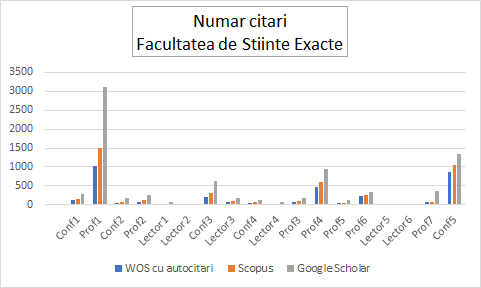 Numar citari
Facultatea de Stiinte Exacte
3500
3000
2500
2000
1500
1000
500
0
Conf1
Prof1
Conf2
Prof2
Lector1
Lector2
Conf3
Lector3
Conf4
Lector4
Prof3
Prof4
Prof5
Prof6
Lector5
Lector6
Prof7
Conf5
WOS cu autocitari
Scopus
Google Scholar